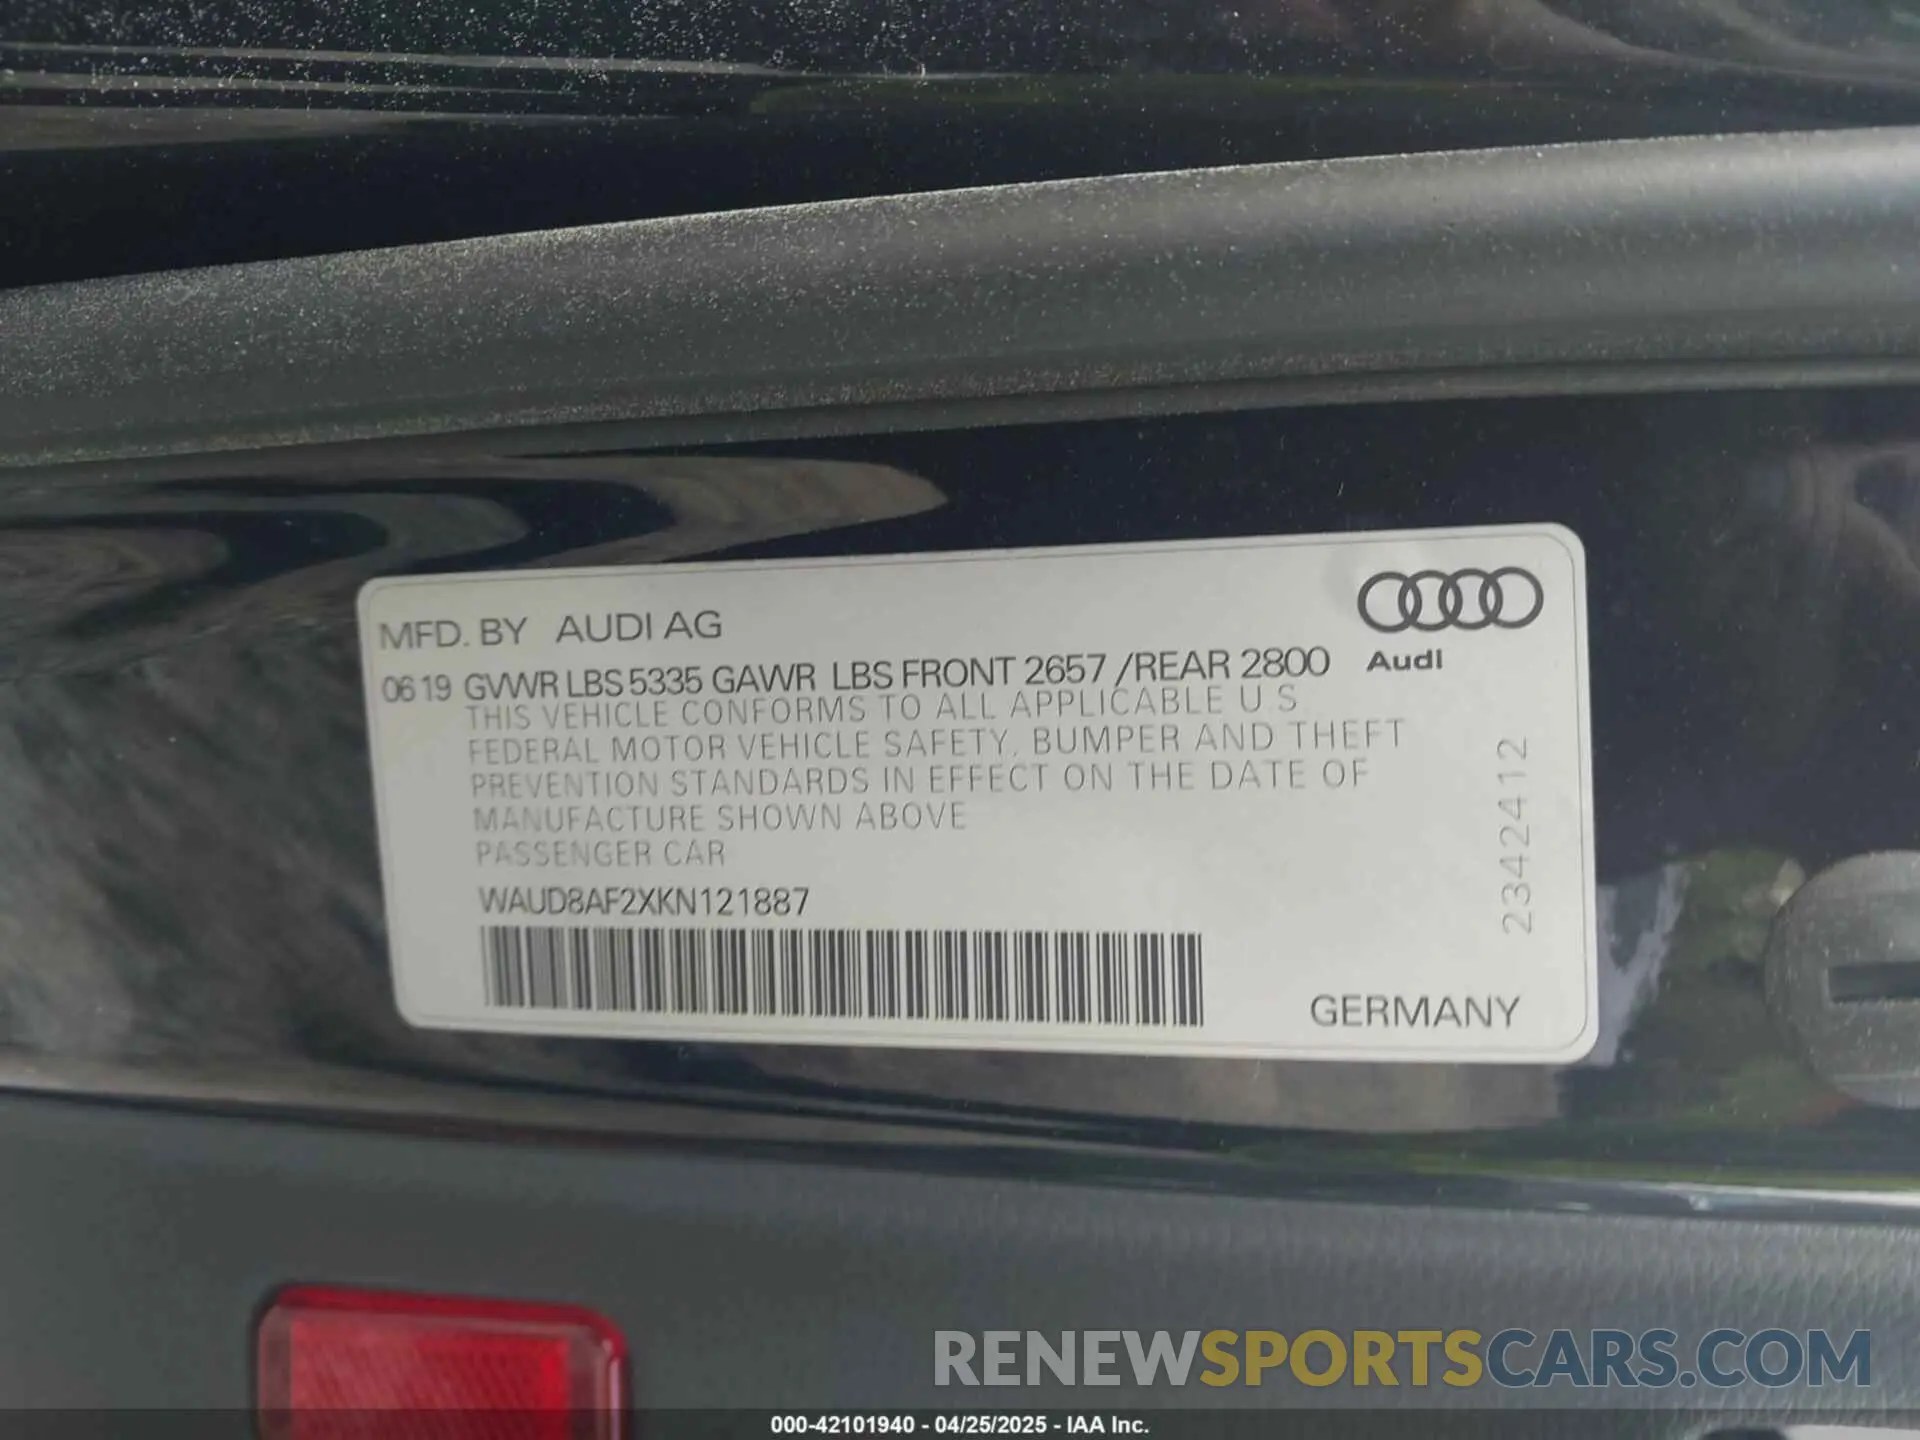 MFD. BY AUDI AG
0619 GVWR LBS 5335 GAWR LBS FRONT 2657 /REAR 2800
Audi
THIS VEHICLE CONFORMS TO ALL APPLICABLE U S
FEDERAL MOTOR VEHICLE SAFETY, BUMPER AND THEFT
PREVENTION STANDARDS IN EFFECT ON THE DATE OF
MANUFACTURE SHOWN ABOVE
PASSENGER CAR
WAUD8AF2XKN121887
2342412
GERMANY
RENEWSPORTSCARS.COM
000-42101940 - 04/25/2025 - IAA Inc.